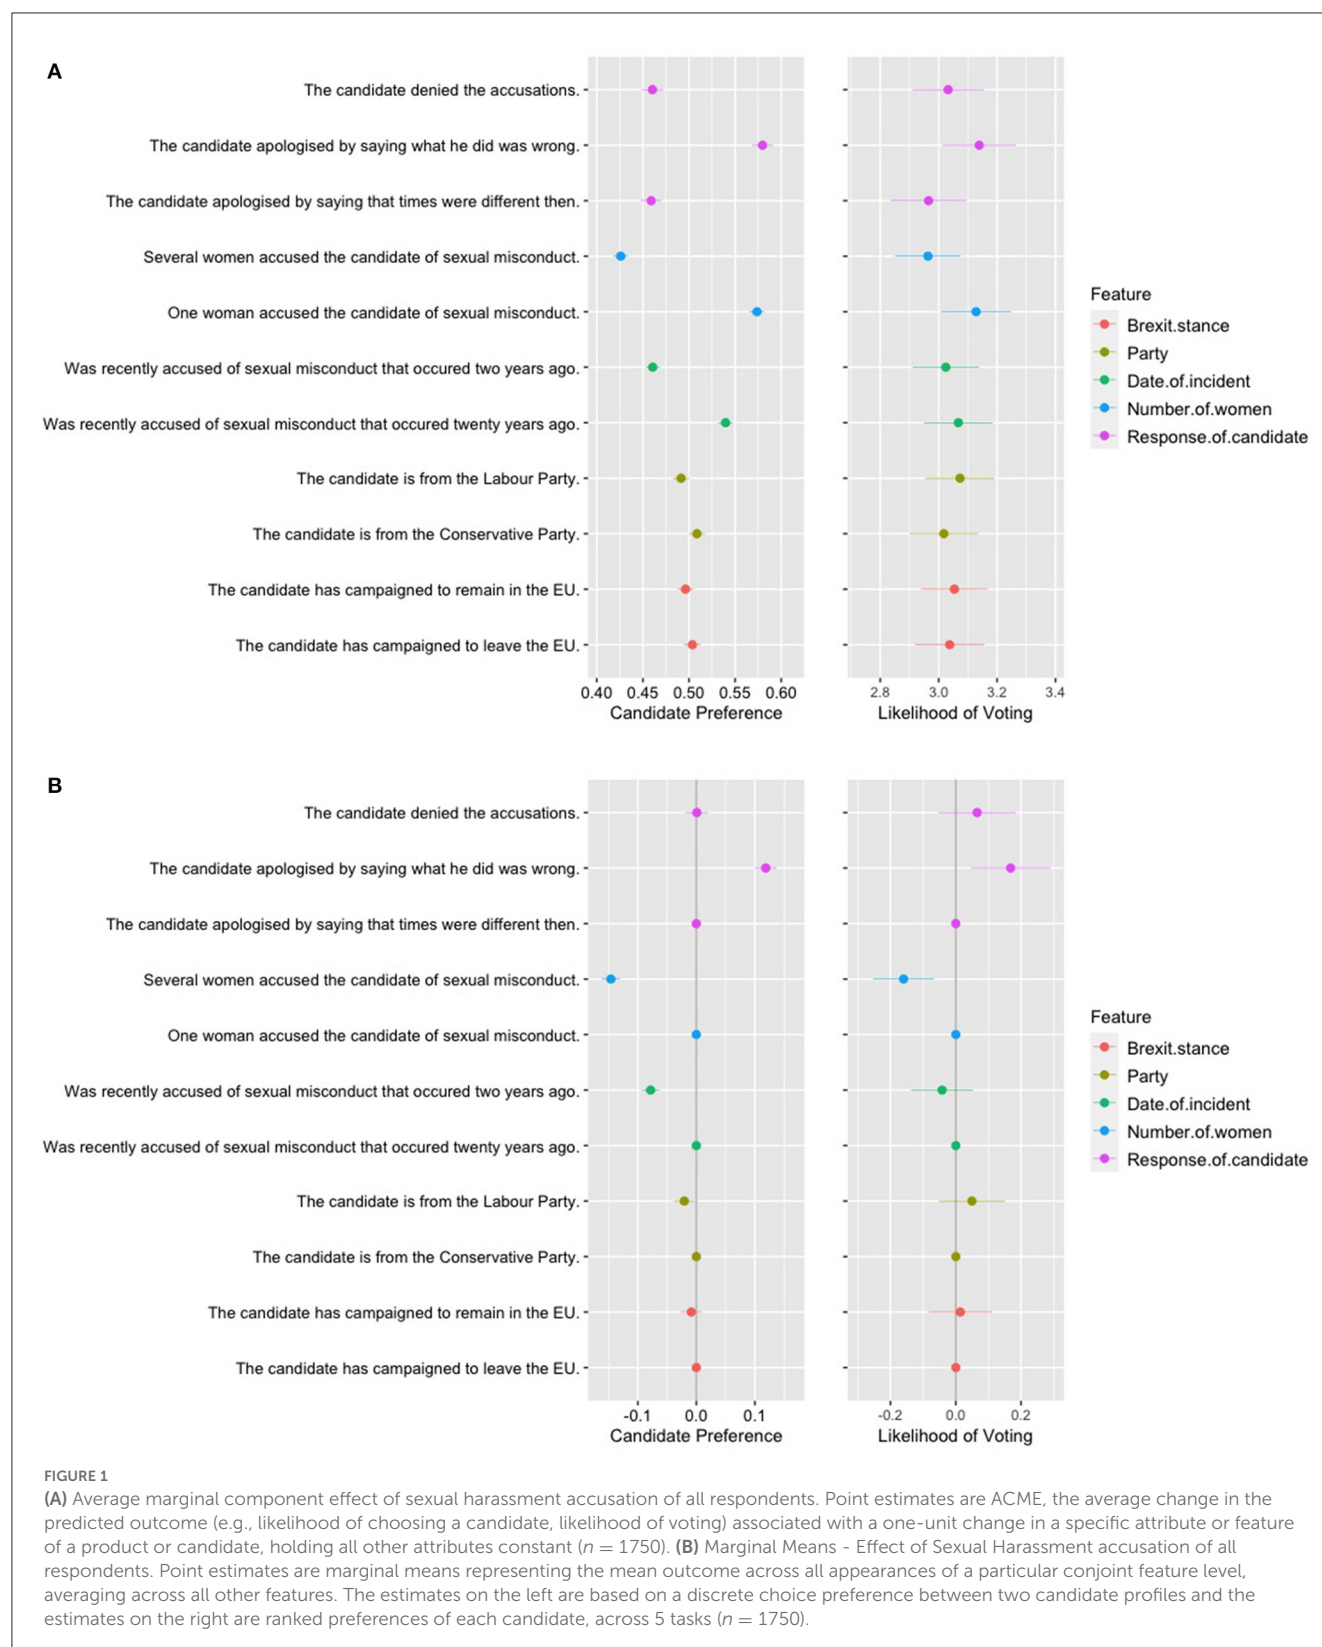 A
The candidate denied the accusations.
The candidate apologised by saying what he did was wrong.
The candidate apologised by saying that times were different then.
Several women accused the candidate of sexual misconduct.
One woman accused the candidate of sexual misconduct.
Was recently accused of sexual misconduct that occured two years ago.
Was recently accused of sexual misconduct that occured twenty years ago.
The candidate is from the Labour Party.
The candidate is from the Conservative Party.
The candidate has campaigned to remain in the EU.
The candidate has campaigned to leave the EU.
0.40 0.45 0.50 0.55 0.60
Candidate Preference
2.8 3.0 3.2 3.4
Likelihood of Voting
Feature
Brexit.stance
Party
Date.of.incident
Number.of.women
Response.of.candidate
B
The candidate denied the accusations.
The candidate apologised by saying what he did was wrong.
The candidate apologised by saying that times were different then.
Several women accused the candidate of sexual misconduct.
One woman accused the candidate of sexual misconduct.
Was recently accused of sexual misconduct that occured two years ago.
Was recently accused of sexual misconduct that occured twenty years ago.
The candidate is from the Labour Party.
The candidate is from the Conservative Party.
The candidate has campaigned to remain in the EU.
The candidate has campaigned to leave the EU.
-0.1 0.0 0.1
Candidate Preference
-0.2 0.0 0.2
Likelihood of Voting
Feature
Brexit.stance
Party
Date.of.incident
Number.of.women
Response.of.candidate
FIGURE 1
(A) Average marginal component effect of sexual harassment accusation of all respondents. Point estimates are ACME, the average change in the
predicted outcome (e.g., likelihood of choosing a candidate, likelihood of voting) associated with a one-unit change in a specific attribute or feature
of a product or candidate, holding all other attributes constant (n = 1750). (B) Marginal Means - Effect of Sexual Harassment accusation of all
respondents. Point estimates are marginal means representing the mean outcome across all appearances of a particular conjoint feature level,
averaging across all other features. The estimates on the left are based on a discrete choice preference between two candidate profiles and the
estimates on the right are ranked preferences of each candidate, across 5 tasks (n = 1750).